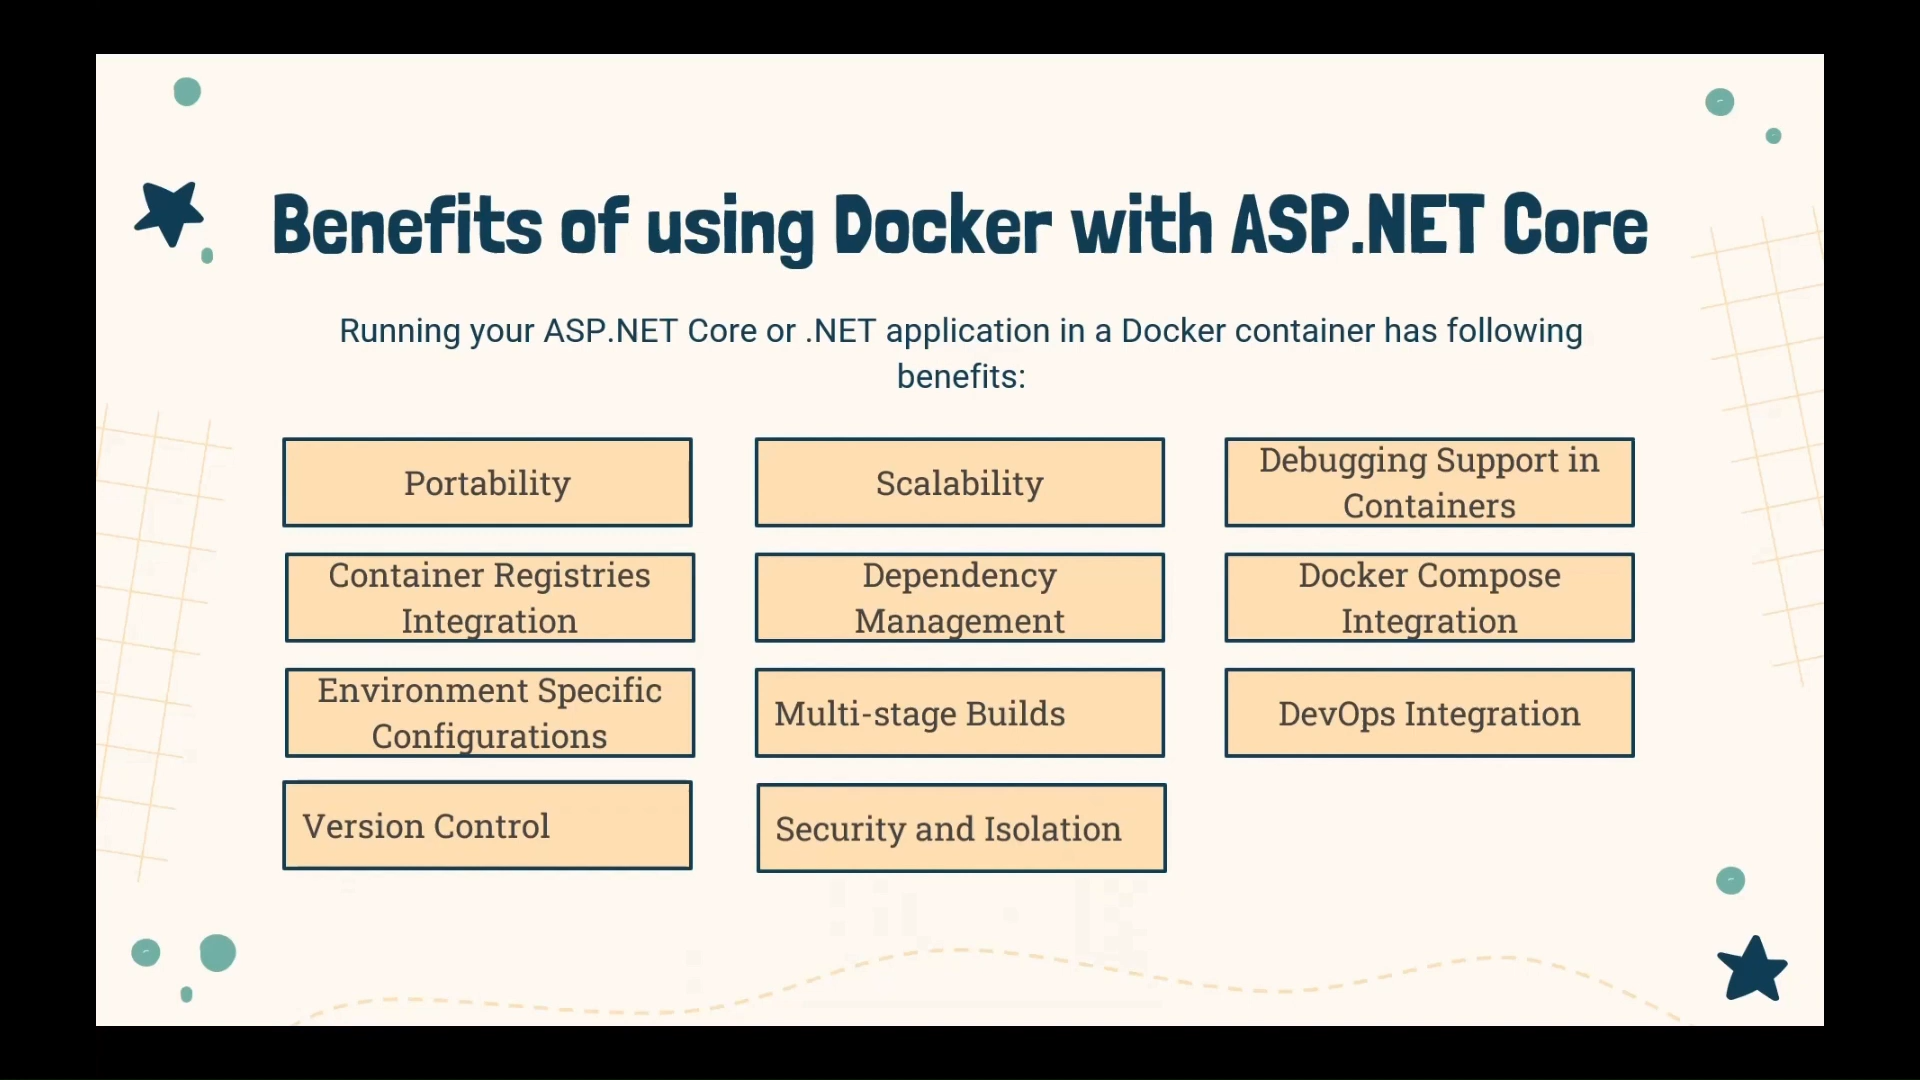 Benefits of using Docker with ASP.NET Core
Running your ASP.NET Core or .NET application in a Docker container has following
benefits:
Portability
Scalability
Debugging Support in
Containers
Container Registries
Integration
Dependency
Management
Docker Compose
Integration
Environment Specific
Configurations
Multi-stage Builds
DevOps Integration
Version Control
Security and Isolation